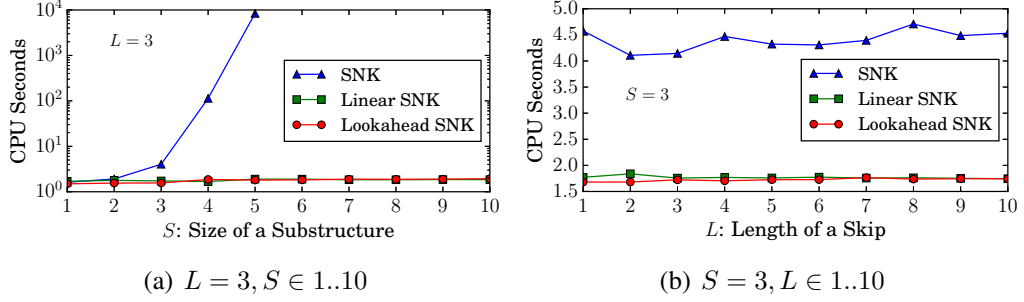 10^4
10^3
10^2
10^1
10^0
CPU Seconds
L = 3
SNK
Linear SNK
Lookahead SNK
1 2 3 4 5 6 7 8 9 10
S: Size of a Substructure
(a) L = 3, S ∈ 1..10
5.0
4.5
4.0
3.5
3.0
2.5
2.0
1.5
CPU Seconds
S = 3
SNK
Linear SNK
Lookahead SNK
1 2 3 4 5 6 7 8 9 10
L: Length of a Skip
(b) S = 3, L ∈ 1..10